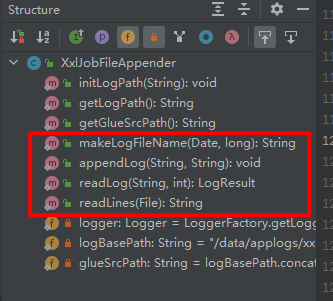 Structure
XxlJobFileAppender
initLogPath(String): void
getLogPath(): String
getGlueSrcPath(): String
makeLogFileName(Date, long): String
appendLog(String, String): void
readLog(String, int): LogResult
readLines(File): String
logger: Logger = LoggerFactory.getLogg
logBasePath: String = "/data/applogs/xx
glueSrcPath: String = logBasePath.concat